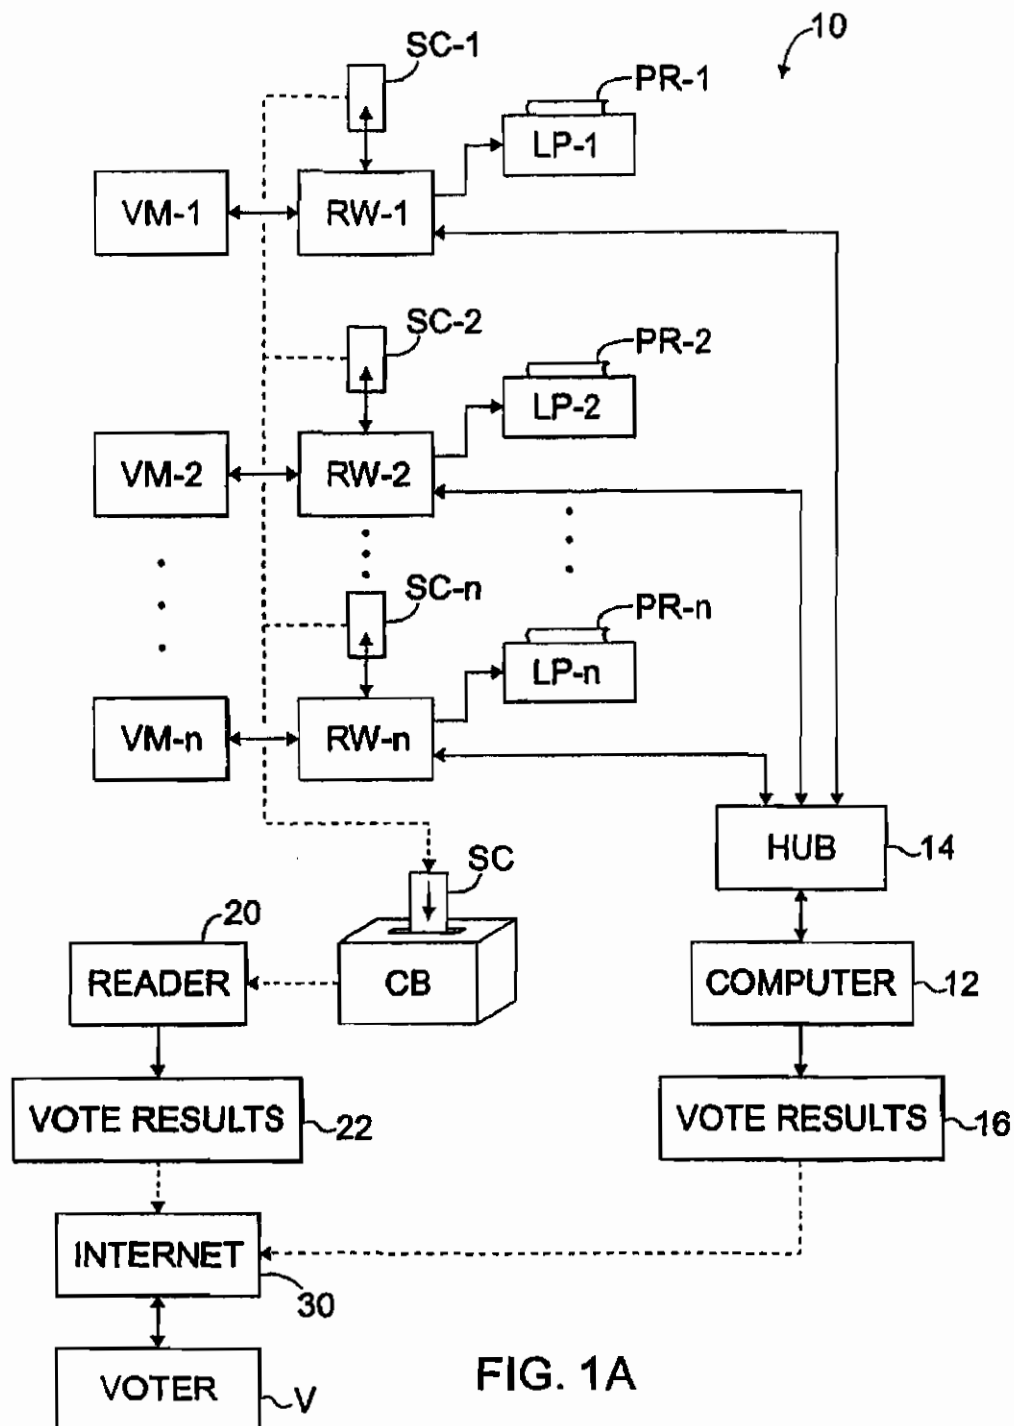 10
SC-1
PR-1
LP-1
VM-1
RW-1
SC-2
PR-2
LP-2
VM-2
RW-2
SC-n
PR-n
LP-n
VM-n
RW-n
HUB
14
SC
20
READER
CB
COMPUTER
12
VOTE RESULTS
22
VOTE RESULTS
16
INTERNET
30
VOTER
V
FIG. 1A